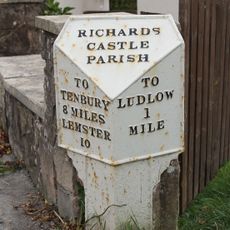 RICHARDS
CASTLE
PARISH
TO
TENBURY
8 MILES
LEMSTER
10
TO
LUDLOW
1
MILE